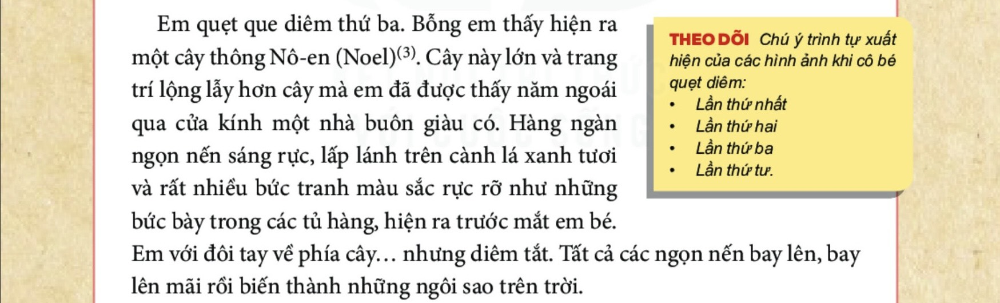 Em quẹt que diêm thứ ba. Bỗng em thấy hiện ra
một cây thông Nô-en (Noel)(3). Cây này lớn và trang
trí lộng lẫy hơn cây mà em đã được thấy năm ngoái
qua cửa kính một nhà buôn giàu có. Hàng ngàn
ngọn nến sáng rực, lấp lánh trên cành lá xanh tươi
và rất nhiều bức tranh màu sắc rực rỡ như những
bức bày trong các tủ hàng, hiện ra trước mắt em bé.
Em với đôi tay về phía cây... nhưng diêm tắt. Tất cả các ngọn nến bay lên, bay
lên mãi rồi biến thành những ngôi sao trên trời.
THEO DÕI Chú ý trình tự xuất
hiện của các hình ảnh khi cô bé
quẹt diêm:
• Lần thứ nhất
• Lần thứ hai
• Lần thứ ba
• Lần thứ tư.